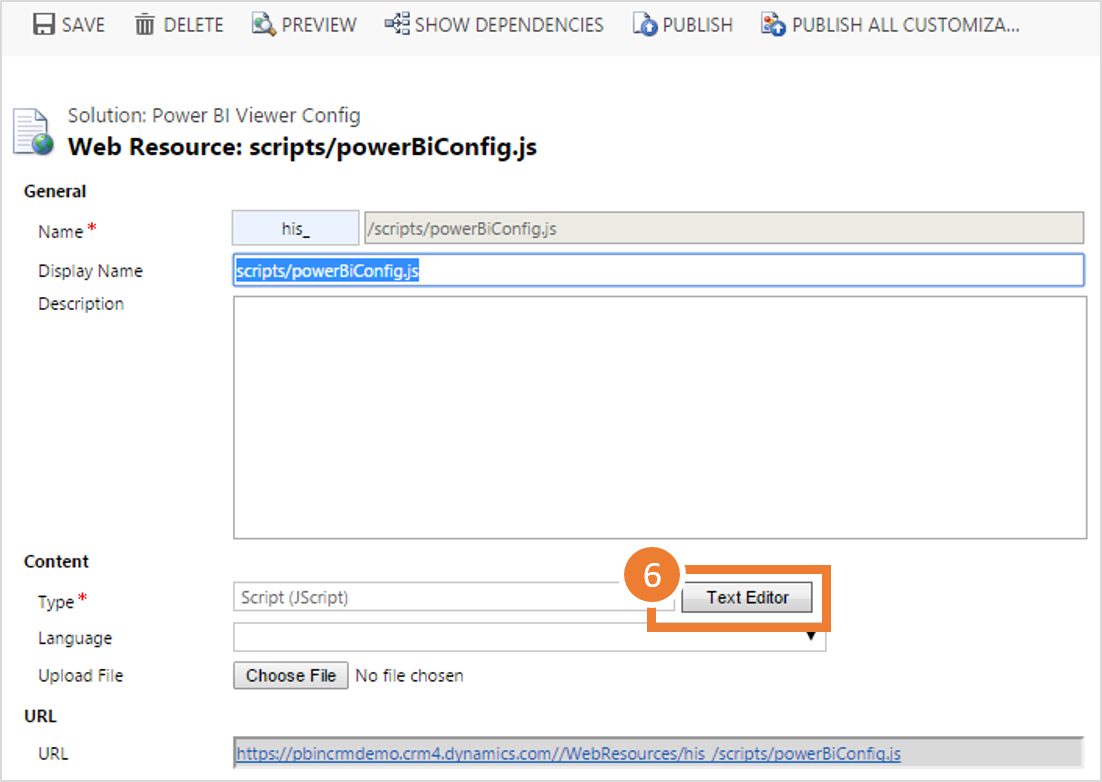 SAVE DELETE PREVIEW SHOW DEPENDENCIES PUBLISH PUBLISH ALL CUSTOMIZA...
Solution: Power BI Viewer Config
Web Resource: scripts/powerBiConfig.js
General
Name* his_ /scripts/powerBiConfig.js
Display Name scripts/powerBiConfig.js
Description
Content
6
Type* Script (JScript) Text Editor
Language
Upload File Choose File No file chosen
URL
URL https://pbincrmdemo.crm4.dynamics.com//WebResources/his_/scripts/powerBiConfig.js